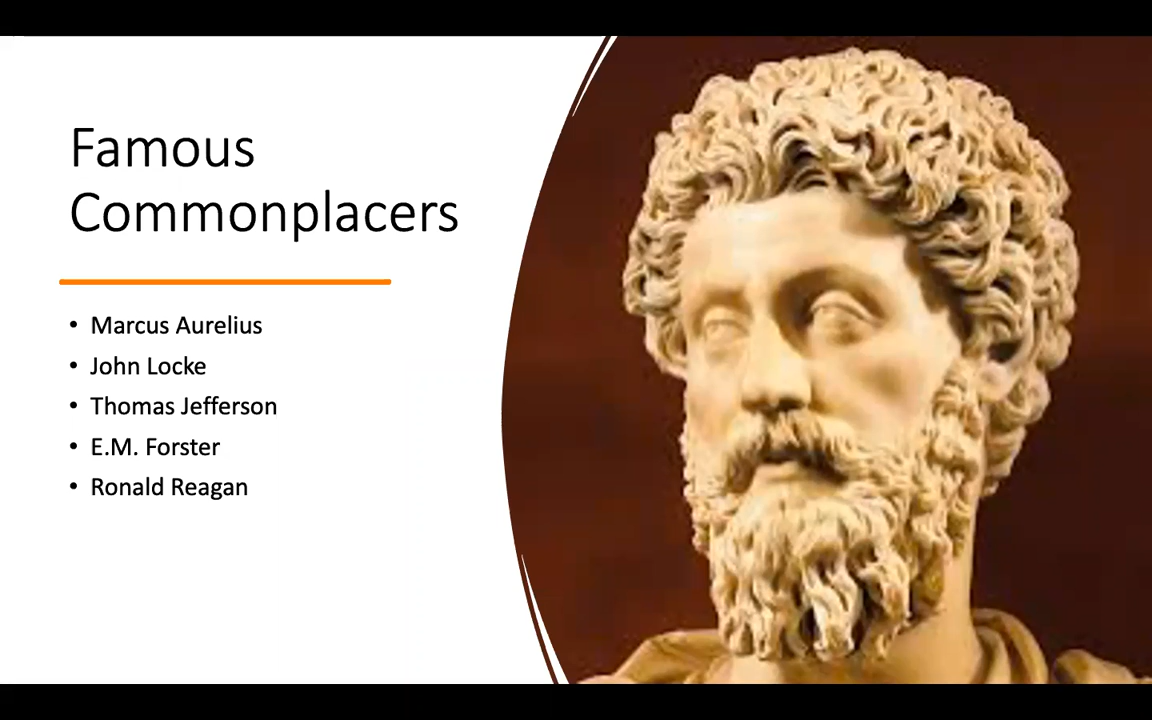 Famous
Commonplacers
• Marcus Aurelius
• John Locke
• Thomas Jefferson
• E.M. Forster
• Ronald Reagan